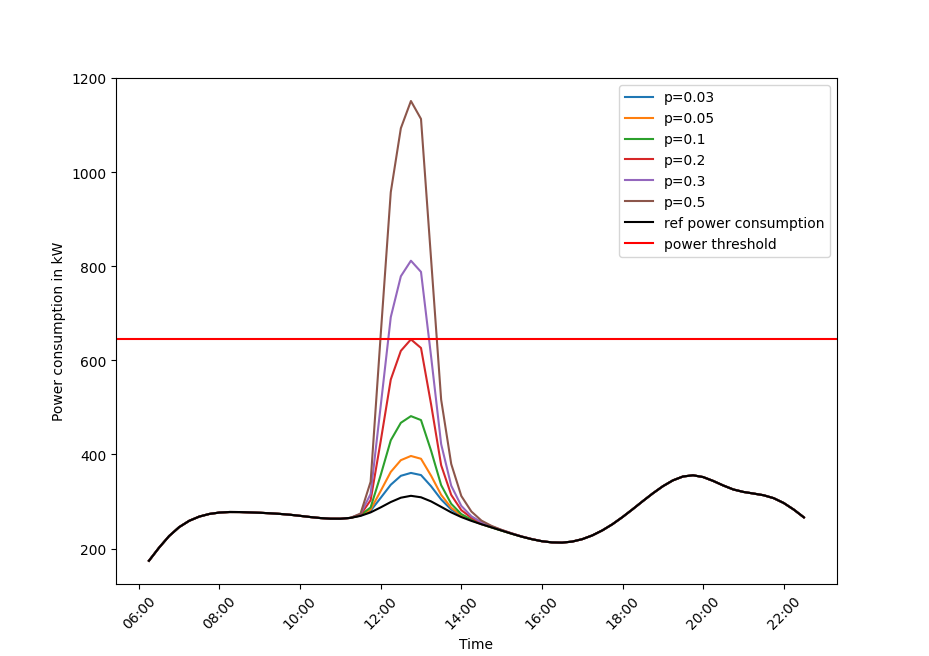 1200
1000
800
600
400
200
Power consumption in kW
p=0.03
p=0.05
p=0.1
p=0.2
p=0.3
p=0.5
ref power consumption
power threshold
06:00
08:00
10:00
12:00
14:00
16:00
18:00
20:00
22:00
Time